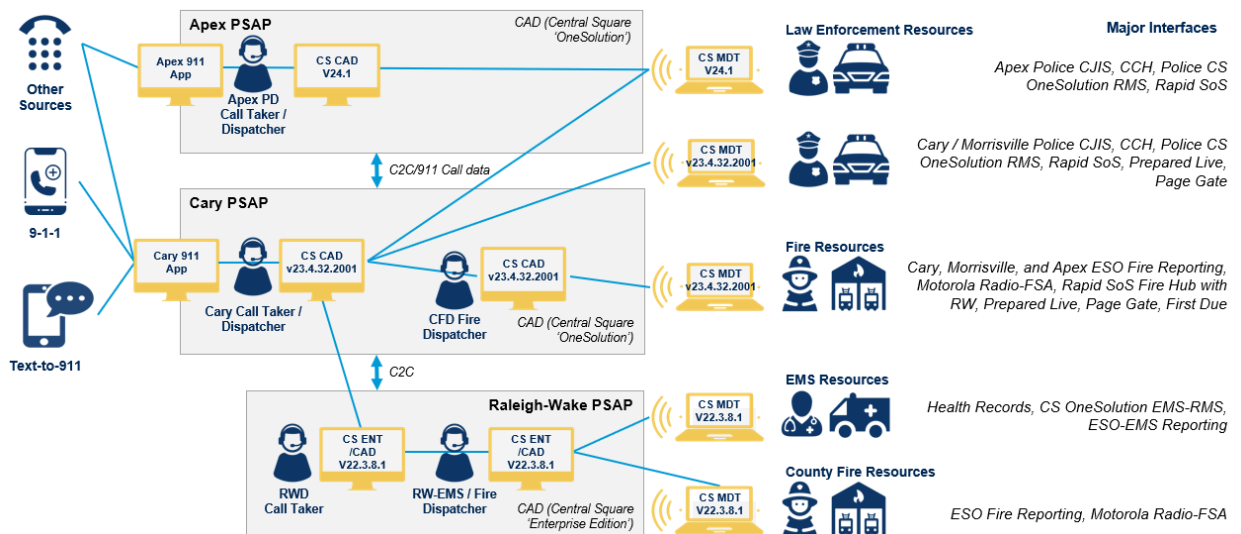 Apex PSAP
CAD (Central Square
‘OneSolution’)
Law Enforcement Resources
Major Interfaces
Other
Sources
Apex 911
App
Apex PD
Call Taker /
Dispatcher
CS CAD
V24.1
CS MDT
V24.1
Apex Police CJIS, CCH, Police CS
OneSolution RMS, Rapid SoS
C2C/911 Call data
CS MDT
v23.4.32.2001
Cary / Morrisville Police CJIS, CCH, Police CS
OneSolution RMS, Rapid SoS, Prepared Live,
Page Gate
9-1-1
Cary PSAP
Cary 911
App
Cary Call Taker /
Dispatcher
CS CAD
v23.4.32.2001
CS CAD
v23.4.32.2001
CFD Fire
Dispatcher
CAD (Central Square
‘OneSolution’)
CS MDT
v23.4.32.2001
Fire Resources
Cary, Morrisville, and Apex ESO Fire Reporting,
Motorola Radio-FSA, Rapid SoS Fire Hub with
RW, Prepared Live, Page Gate, First Due
Text-to-911
C2C
Raleigh-Wake PSAP
RWD
Call Taker
CS ENT
/CAD
V22.3.8.1
RW-EMS / Fire
Dispatcher
CS ENT
/CAD
V22.3.8.1
CAD (Central Square
‘Enterprise Edition’)
CS MDT
V22.3.8.1
EMS Resources
Health Records, CS OneSolution EMS-RMS,
ESO-EMS Reporting
CS MDT
V22.3.8.1
County Fire Resources
ESO Fire Reporting, Motorola Radio-FSA